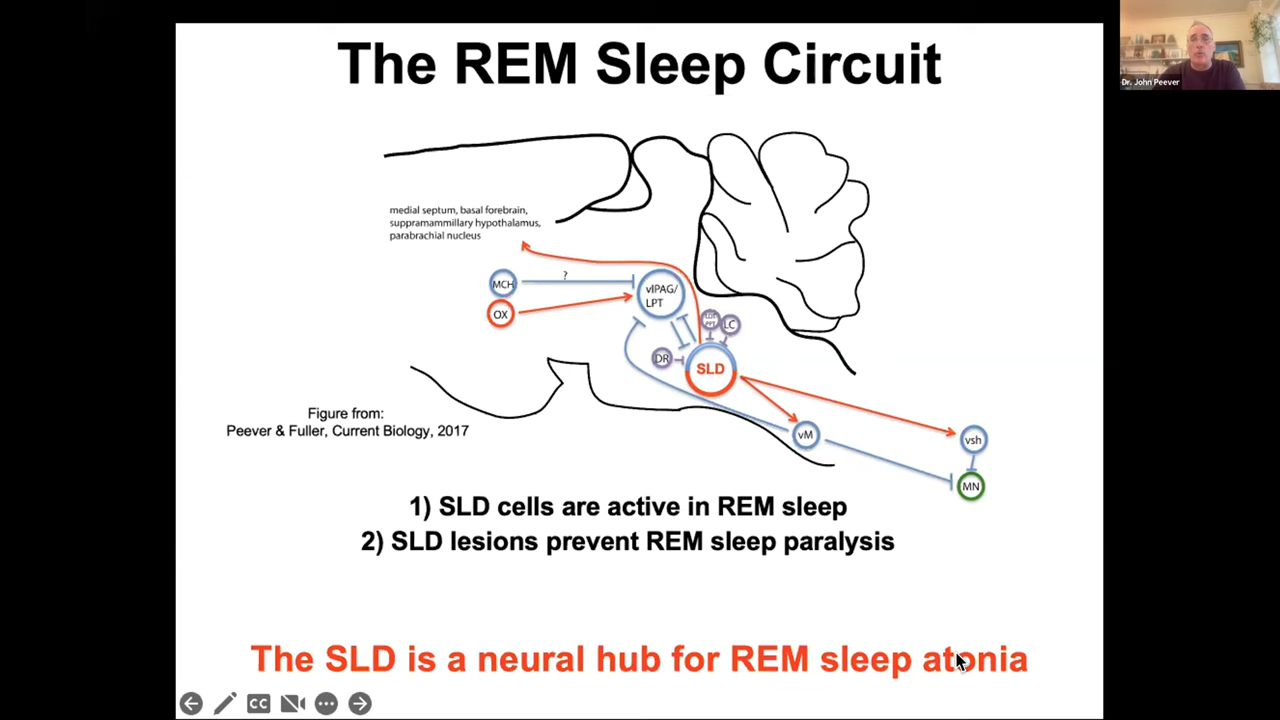 The REM Sleep Circuit
Dr. John Peever
medial septum, basal forebrain,
suppramammillary hypothalamus,
parabrachial nucleus
MCH
?
vlPAG/
LPT
OX
LC
DR
SLD
Figure from:
Peever & Fuller, Current Biology, 2017
vM
vsh
MN
1) SLD cells are active in REM sleep
2) SLD lesions prevent REM sleep paralysis
The SLD is a neural hub for REM sleep atonia
CC